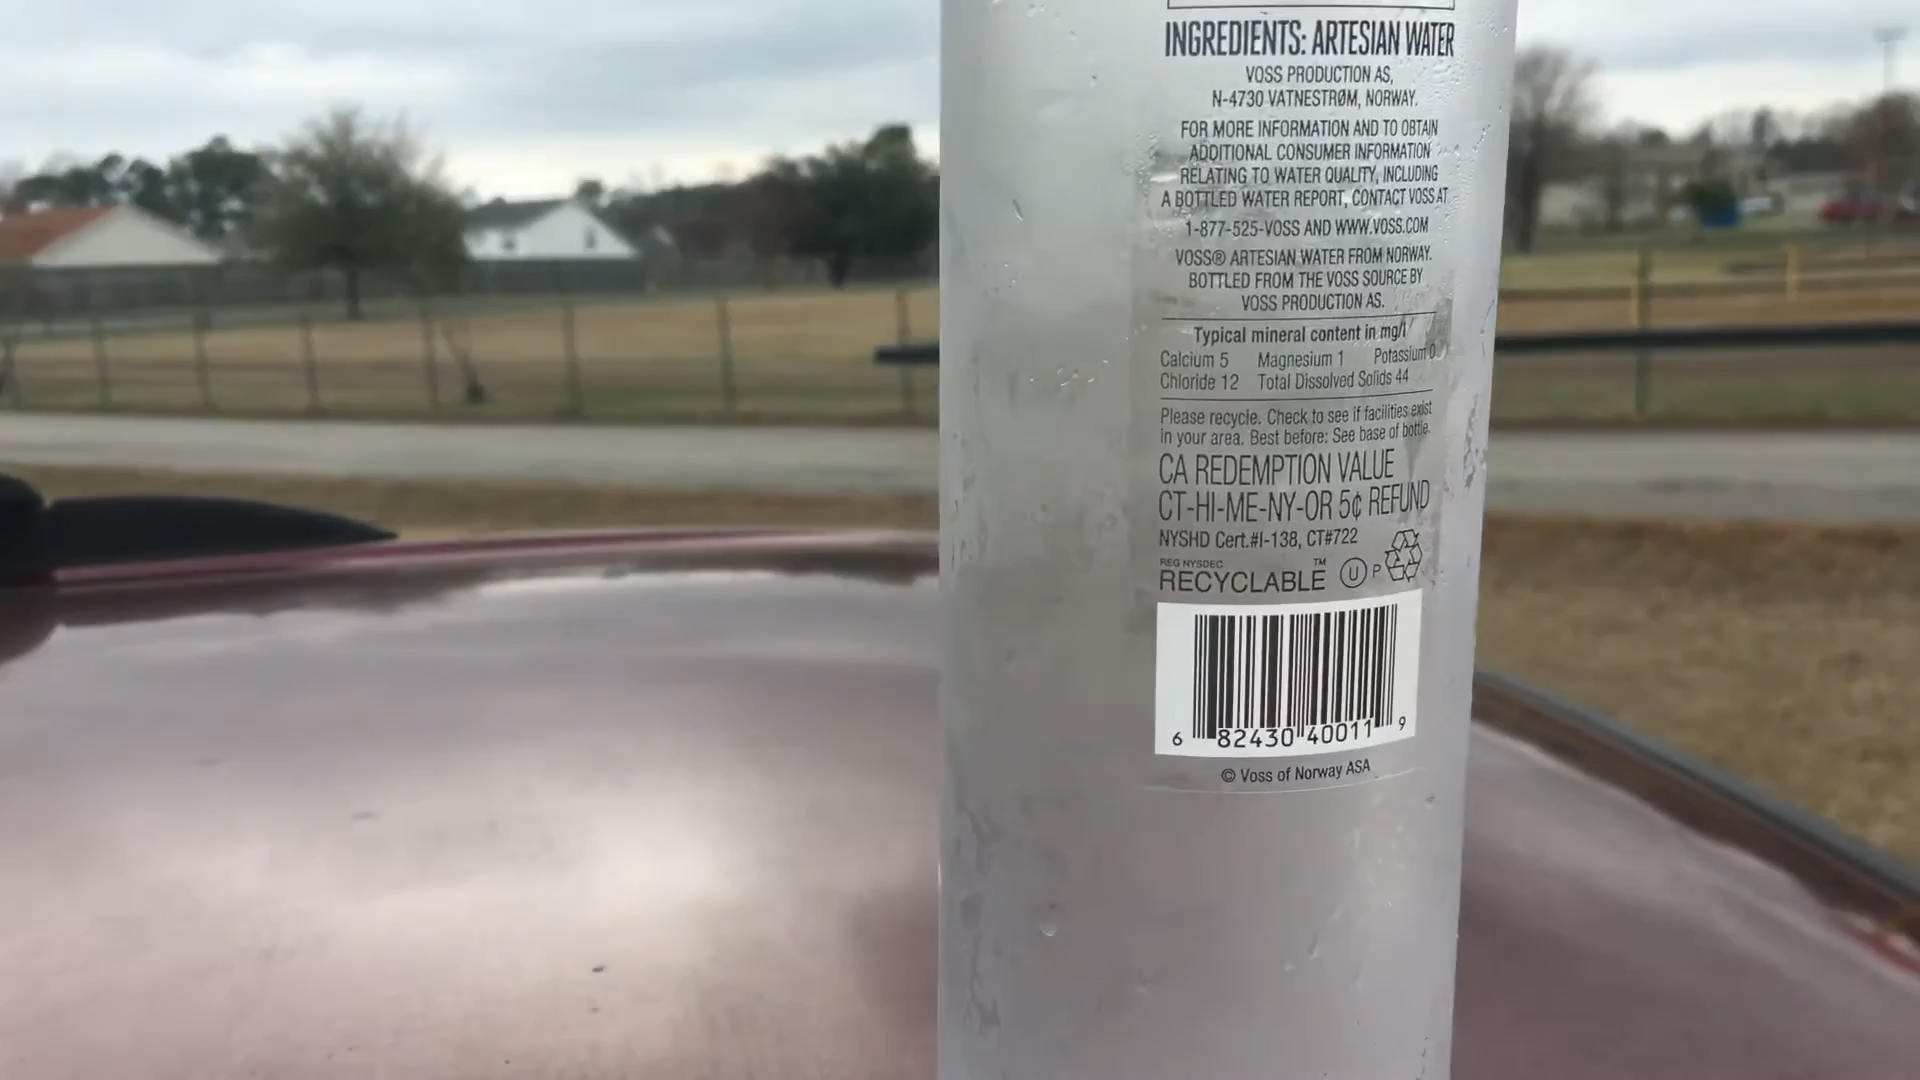 INGREDIENTS: ARTESIAN WATER
VOSS PRODUCTION AS,
N-4730 VATNESTRØM, NORWAY.
FOR MORE INFORMATION AND TO OBTAIN
ADDITIONAL CONSUMER INFORMATION
RELATING TO WATER QUALITY, INCLUDING
A BOTTLED WATER REPORT, CONTACT VOSS AT
1-877-525-VOSS AND WWW.VOSS.COM
VOSS® ARTESIAN WATER FROM NORWAY.
BOTTLED FROM THE VOSS SOURCE BY
VOSS PRODUCTION AS.
Typical mineral content in mg/l
Calcium 5 Magnesium 1 Potassium 0
Chloride 12 Total Dissolved Solids 44
Please recycle. Check to see if facilities exist
in your area. Best before: See base of bottle.
CA REDEMPTION VALUE
CT-HI-ME-NY-OR 5¢ REFUND
NYSHD Cert.#I-138, CT#722
REG NYSDEC
RECYCLABLE™ U P
6 82430 40011 9
© Voss of Norway ASA